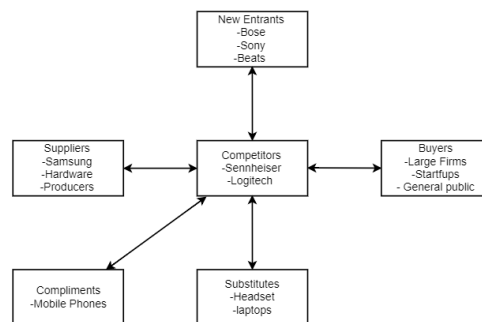 New Entrants
-Bose
-Sony
-Beats
Suppliers
-Samsung
-Hardware
-Producers
Competitors
-Sennheiser
-Logitech
Buyers
-Large Firms
-Startfups
- General public
Compliments
-Mobile Phones
Substitutes
-Headset
-laptops